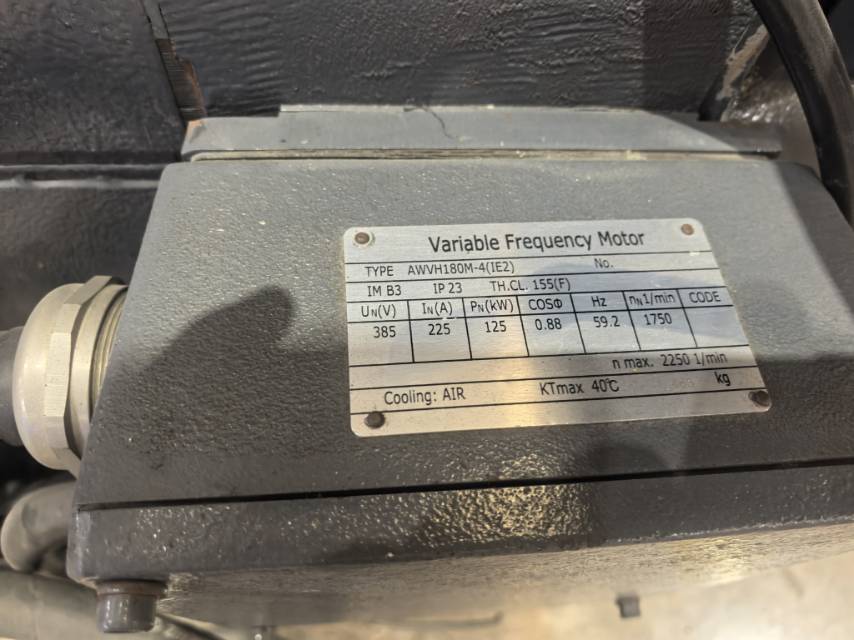 Variable Frequency Motor
TYPE AWVH180M-4(IE2) No.
IM B3 IP 23 TH.CL. 155(F)
UN(V) IN(A) PN(kW) COSΦ Hz nN1/min CODE
385 225 125 0.88 59.2 1750
n max. 2250 1/min
Cooling: AIR KTmax 40℃ kg